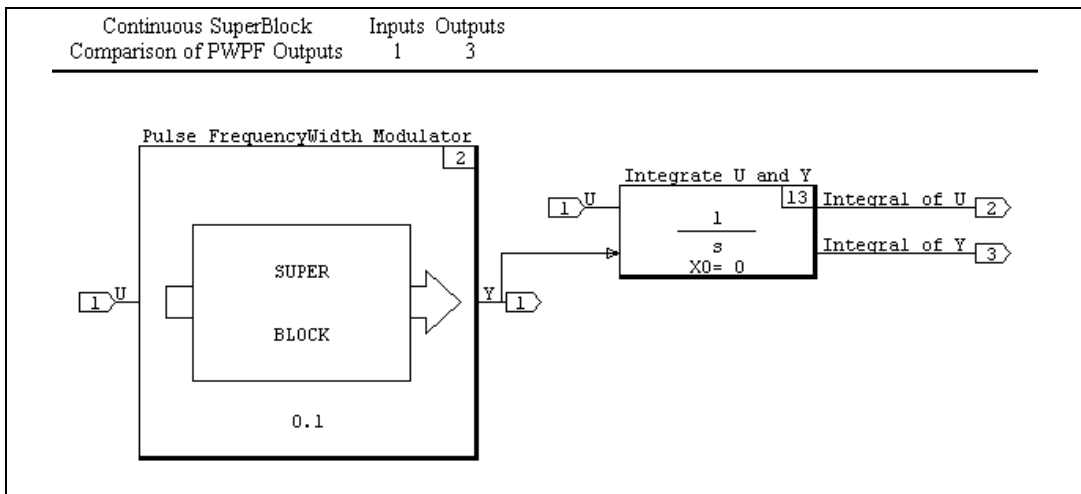 Continuous SuperBlock Inputs Outputs
Comparison of PWPF Outputs 1 3
Pulse FrequencyWidth Modulator
2
1 U
SUPER
BLOCK
0.1
Y 1
Integrate U and Y
13
1 U
1
s
X0= 0
Integral of U 2
Integral of Y 3